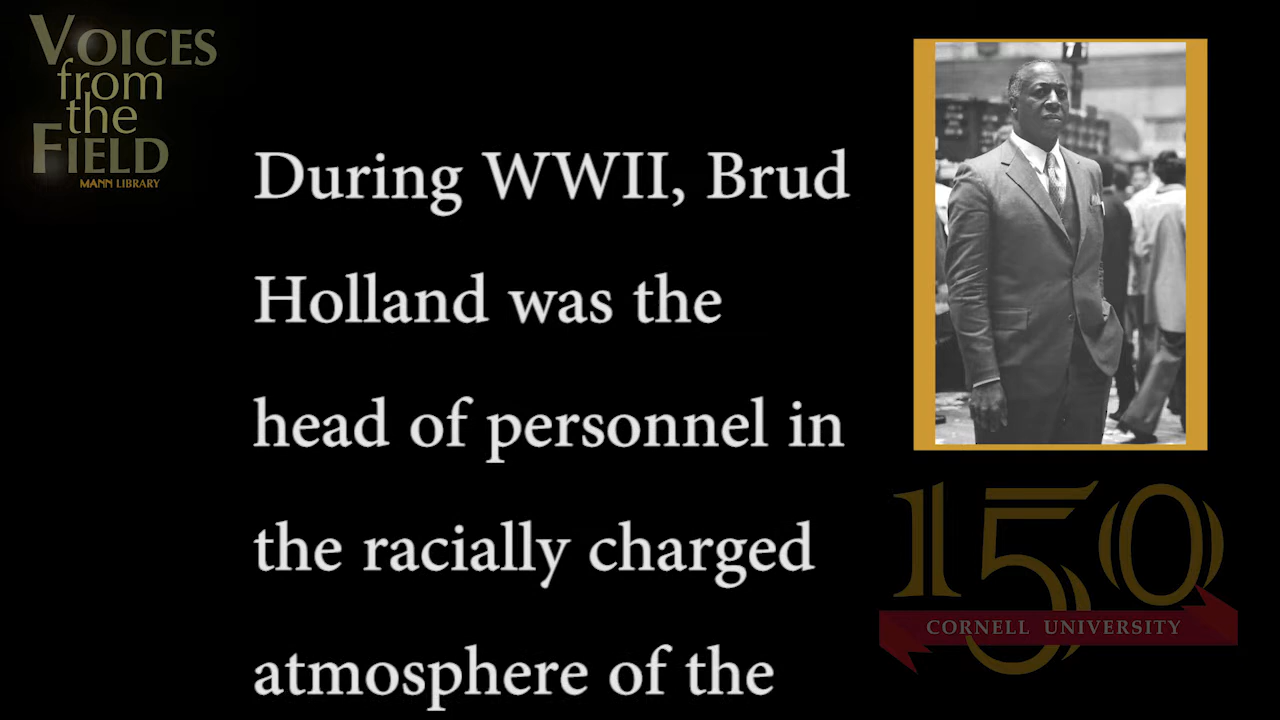 VOICES
from
the
FIELD
MANN LIBRARY
During WWII, Brud
Holland was the
head of personnel in
the racially charged
atmosphere of the
150
CORNELL UNIVERSITY